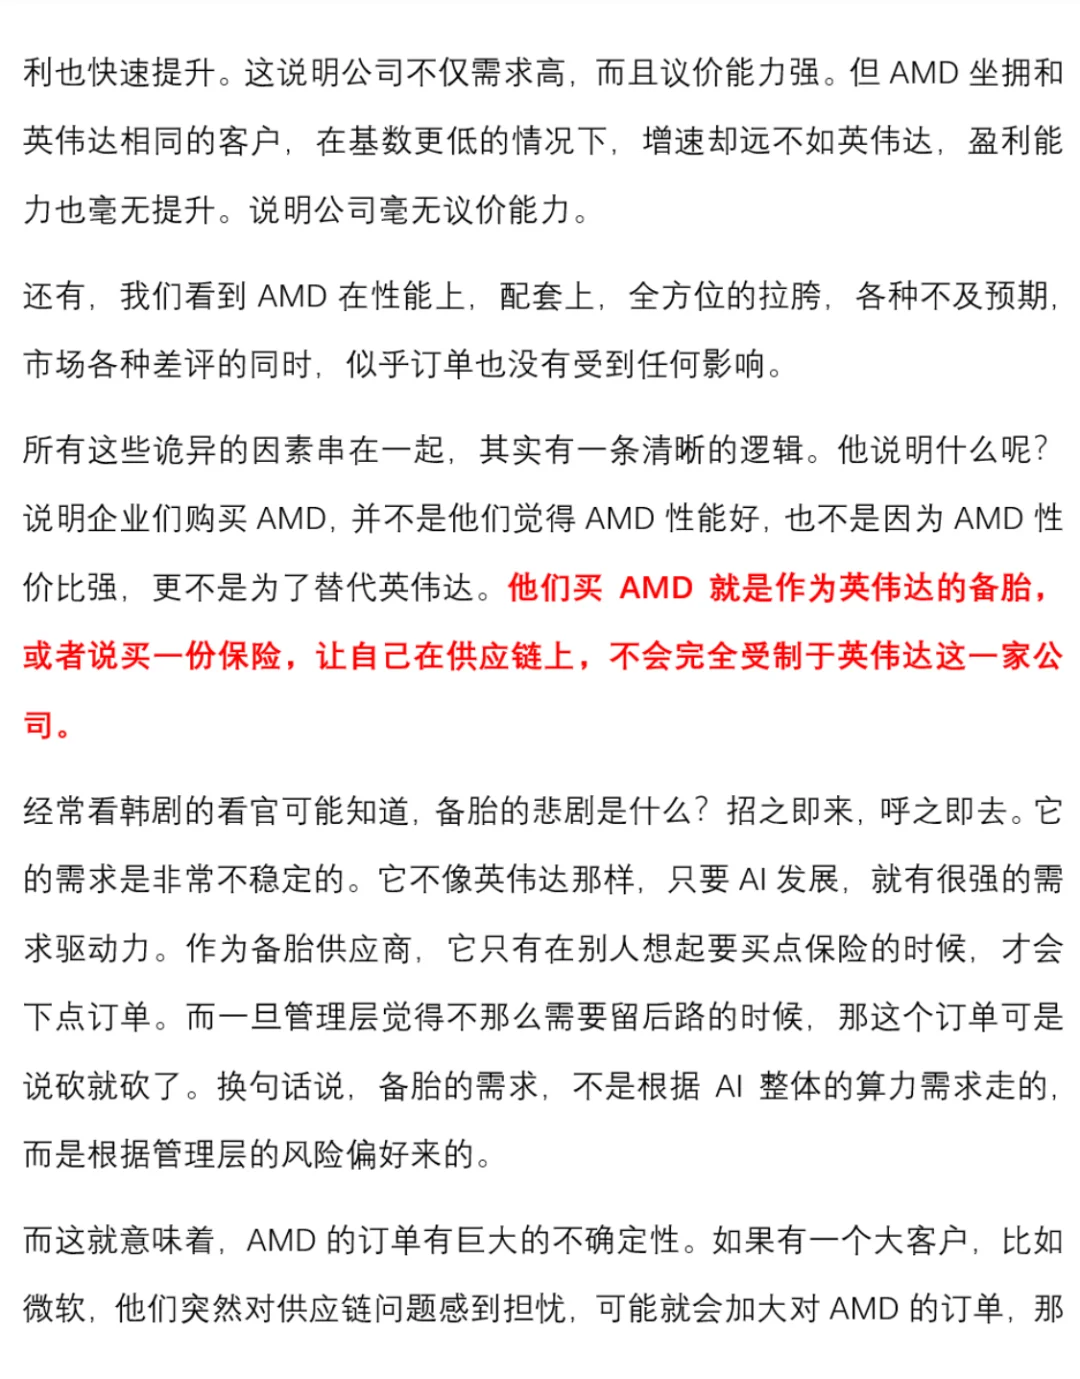 利也快速提升。这说明公司不仅需求高，而且议价能力强。但 AMD 坐拥和
英伟达相同的客户，在基数更低的情况下，增速却远不如英伟达，盈利能
力也毫无提升。说明公司毫无议价能力。
还有，我们看到 AMD 在性能上，配套上，全方位的拉胯，各种不及预期，
市场各种差评的同时，似乎订单也没有受到任何影响。
所有这些诡异的因素串在一起，其实有一条清晰的逻辑。他说明什么呢？
说明企业们购买 AMD，并不是他们觉得 AMD 性能好，也不是因为 AMD 性
价比强，更不是为了替代英伟达。他们买 AMD 就是作为英伟达的备胎，
或者说买一份保险，让自己在供应链上，不会完全受制于英伟达这一家公
司。
经常看韩剧的看官可能知道，备胎的悲剧是什么？招之即来，呼之即去。它
的需求是非常不稳定的。它不像英伟达那样，只要 AI 发展，就有很强的需
求驱动力。作为备胎供应商，它只有在别人想起要买点保险的时候，才会
下点订单。而一旦管理层觉得不那么需要留后路的时候，那这个订单可是
说砍就砍了。换句话说，备胎的需求，不是根据 AI 整体的算力需求走的，
而是根据管理层的风险偏好来的。
而这就意味着，AMD 的订单有巨大的不确定性。如果有一个大客户，比如
微软，他们突然对供应链问题感到担忧，可能就会加大对 AMD 的订单，那